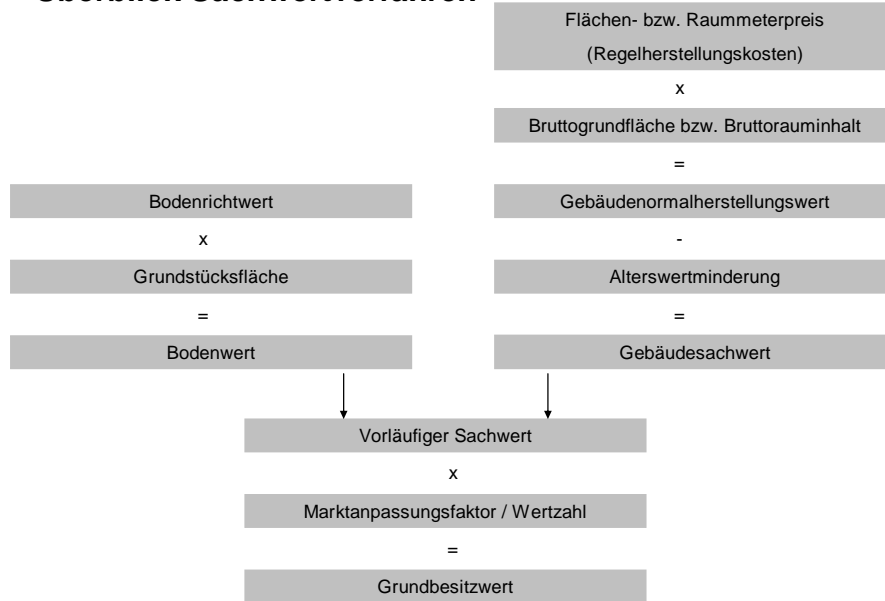 Flächen- bzw. Raummeterpreis
(Regelherstellungskosten)
x
Bruttogrundfläche bzw. Bruttorauminhalt
=
Bodenrichtwert
Gebäudenormalherstellungswert
x
-
Grundstücksfläche
Alterswertminderung
=
=
Bodenwert
Gebäudesachwert
Vorläufiger Sachwert
x
Marktanpassungsfaktor / Wertzahl
=
Grundbesitzwert